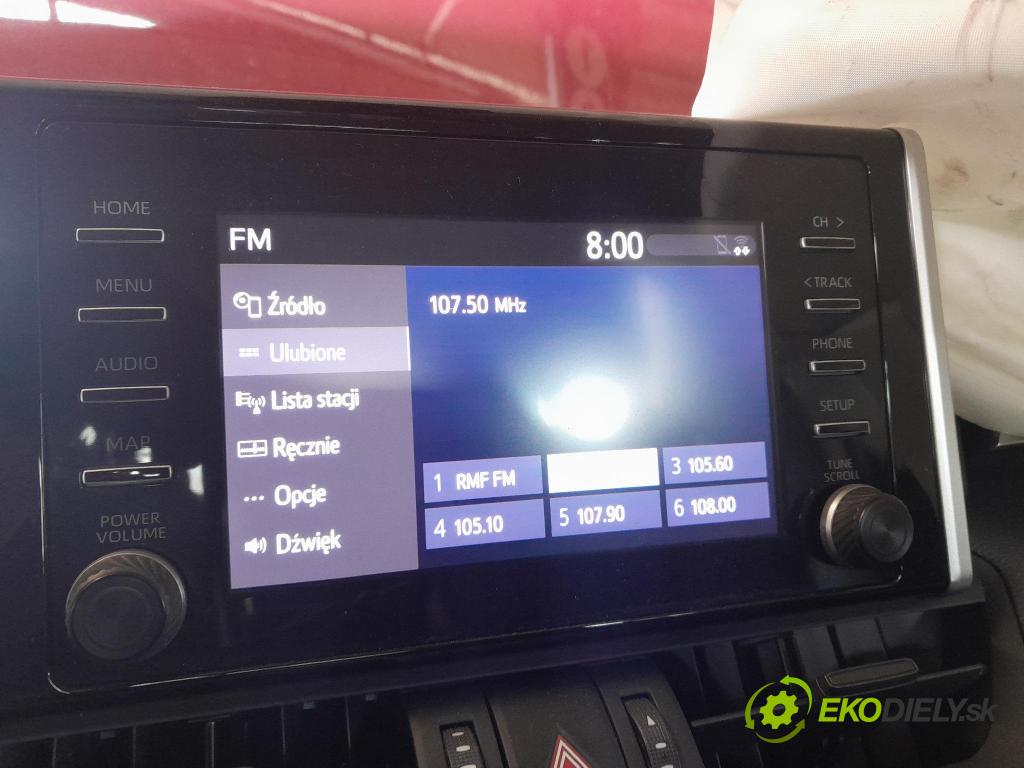 HOME
MENU
AUDIO
MAP
POWER
VOLUME
FM
8:00
Źródło
Ulubione
Lista stacji
Ręcznie
Opcje
Dźwięk
107.50 MHz
1 RMF FM
3 105.60
4 105.10
5 107.90
6 108.00
CH >
< TRACK
PHONE
SETUP
TUNE
SCROLL
EKODIELY.sk